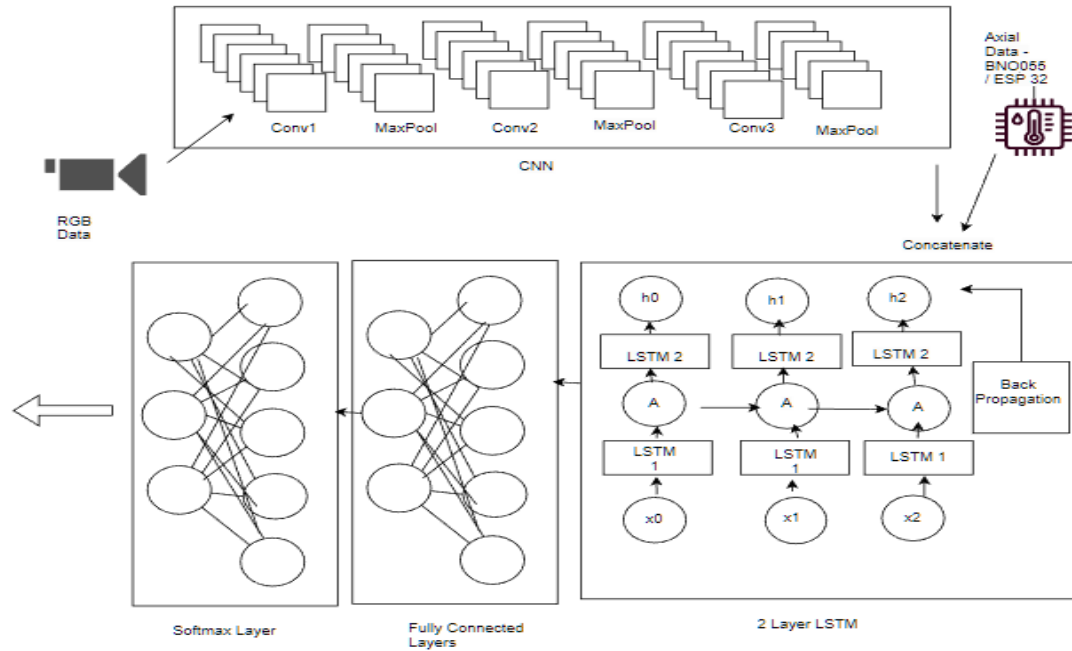 Axial
Data -
BNO055
/ ESP 32
Conv1
MaxPool
Conv2
MaxPool
Conv3
MaxPool
CNN
RGB
Data
Concatenate
h0
h1
h2
LSTM 2
LSTM 2
LSTM 2
A
A
A
Back
Propagation
LSTM
1
LSTM
1
LSTM 1
x0
x1
x2
Softmax Layer
Fully Connected
Layers
2 Layer LSTM